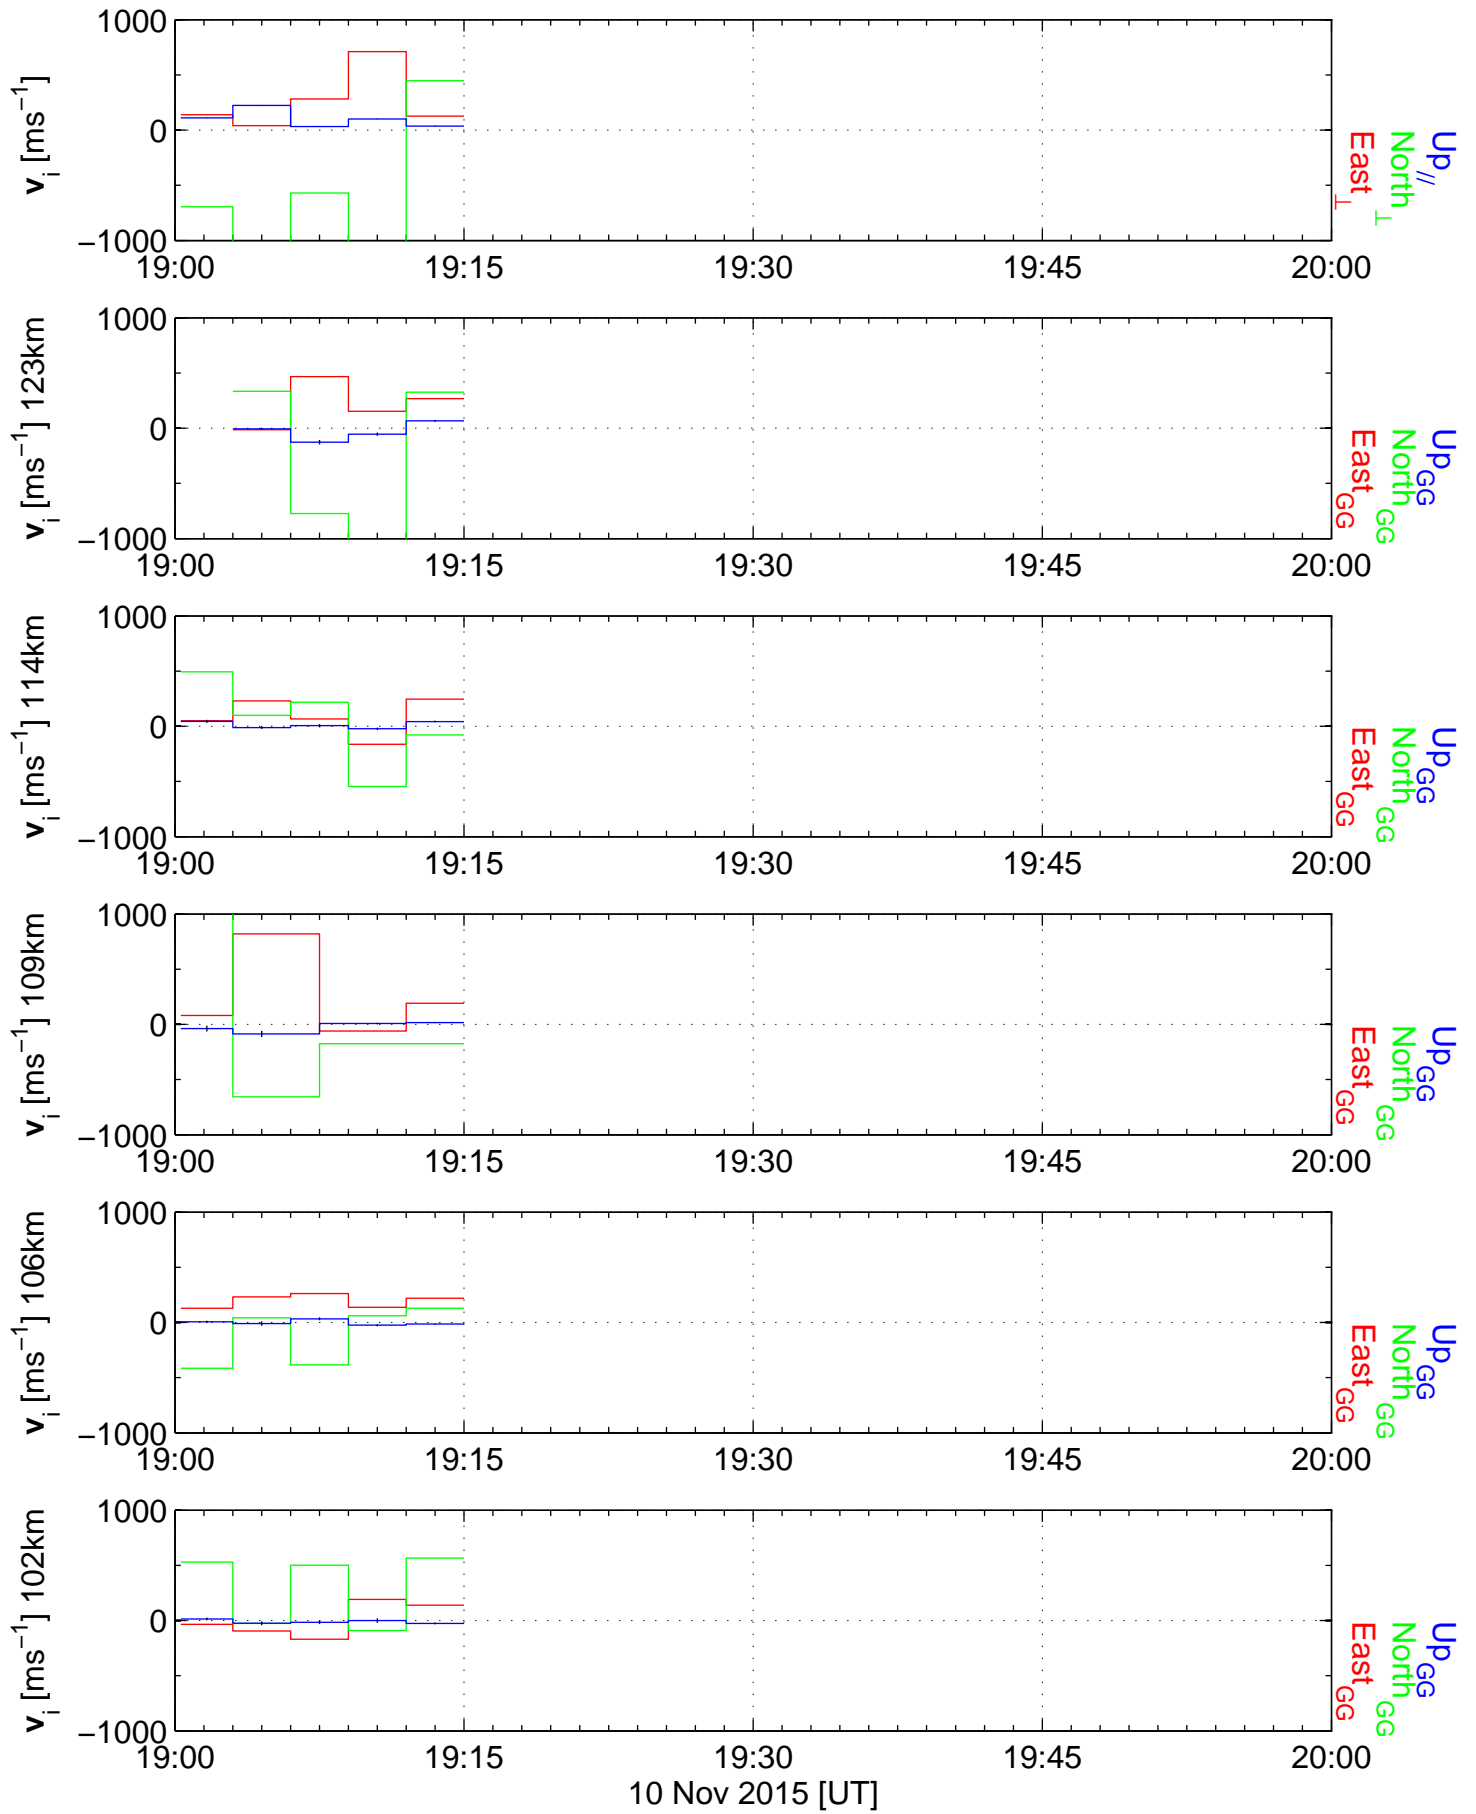 1000
0
−1000
v_i [ms^−1]
19:00 19:15 19:30 19:45 20:00
East_⊥
North_⊥
Up_//
1000
0
−1000
v_i [ms^−1] 123km
19:00 19:15 19:30 19:45 20:00
East_GG
North_GG
Up_GG
1000
0
−1000
v_i [ms^−1] 114km
19:00 19:15 19:30 19:45 20:00
East_GG
North_GG
Up_GG
1000
0
−1000
v_i [ms^−1] 109km
19:00 19:15 19:30 19:45 20:00
East_GG
North_GG
Up_GG
1000
0
−1000
v_i [ms^−1] 106km
19:00 19:15 19:30 19:45 20:00
East_GG
North_GG
Up_GG
1000
0
−1000
v_i [ms^−1] 102km
19:00 19:15 19:30 19:45 20:00
East_GG
North_GG
Up_GG
10 Nov 2015 [UT]